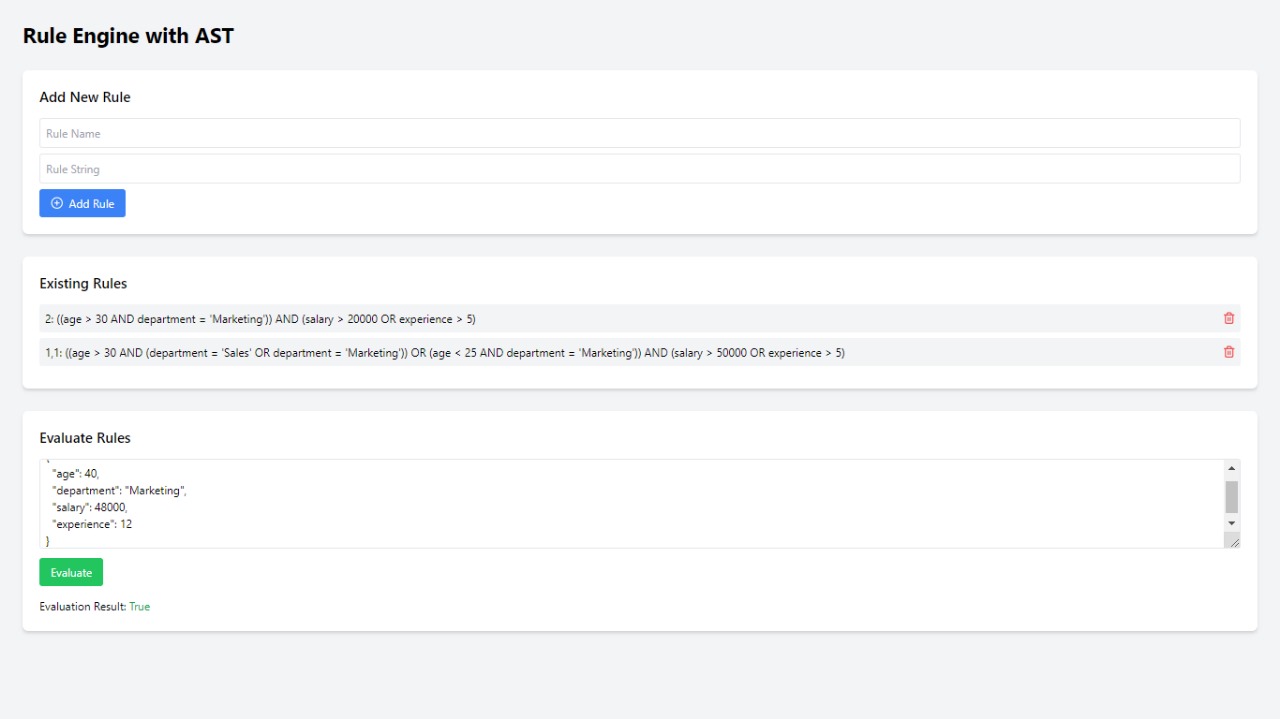 Rule Engine with AST
Add New Rule
Rule Name
Rule String
Add Rule
Existing Rules
2: ((age > 30 AND department = 'Marketing')) AND (salary > 20000 OR experience > 5)
1,1: ((age > 30 AND (department = 'Sales' OR department = 'Marketing')) OR (age < 25 AND department = 'Marketing')) AND (salary > 50000 OR experience > 5)
Evaluate Rules
{
"age": 40,
"department": "Marketing",
"salary": 48000,
"experience": 12
}
Evaluate
Evaluation Result: True